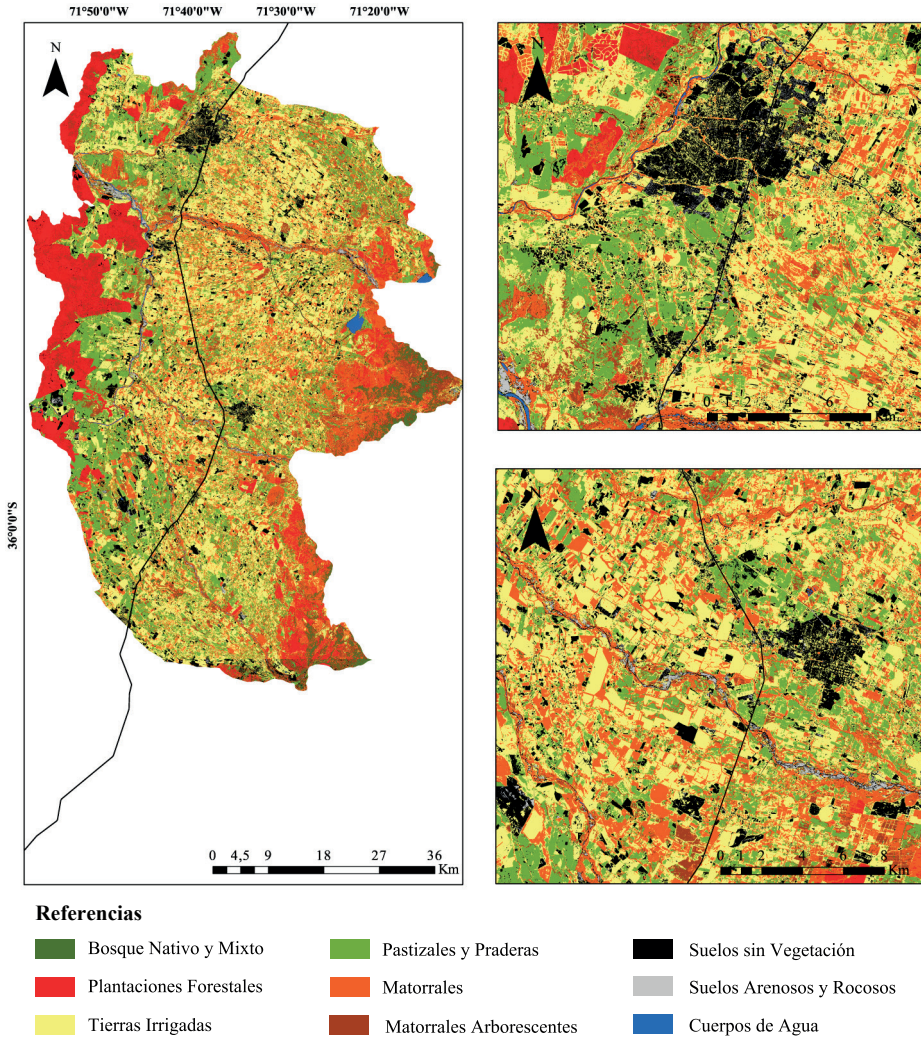 71°50'0"W 71°40'0"W 71°30'0"W 71°20'0"W
N
36°0'0"S
0 4,5 9 18 27 36
Km
N
0 1 2 4 6 8
Km
N
0 1 2 4 6 8
Km
Referencias
Bosque Nativo y Mixto
Pastizales y Praderas
Suelos sin Vegetación
Plantaciones Forestales
Matorrales
Suelos Arenosos y Rocosos
Tierras Irrigadas
Matorrales Arborescentes
Cuerpos de Agua